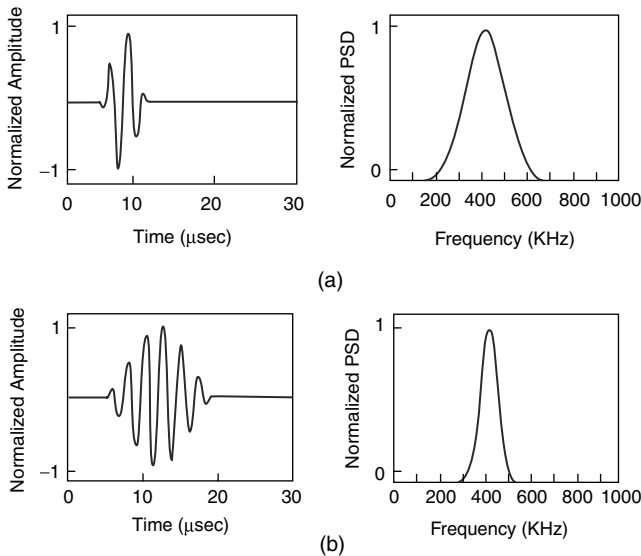 Normalized Amplitude
1
−1
0 10 20 30
Time (μsec)
Normalized PSD
1
0
0 200 400 600 800 1000
Frequency (KHz)
(a)
Normalized Amplitude
1
−1
0 10 20 30
Time (μsec)
Normalized PSD
1
0
0 200 400 600 800 1000
Frequency (KHz)
(b)